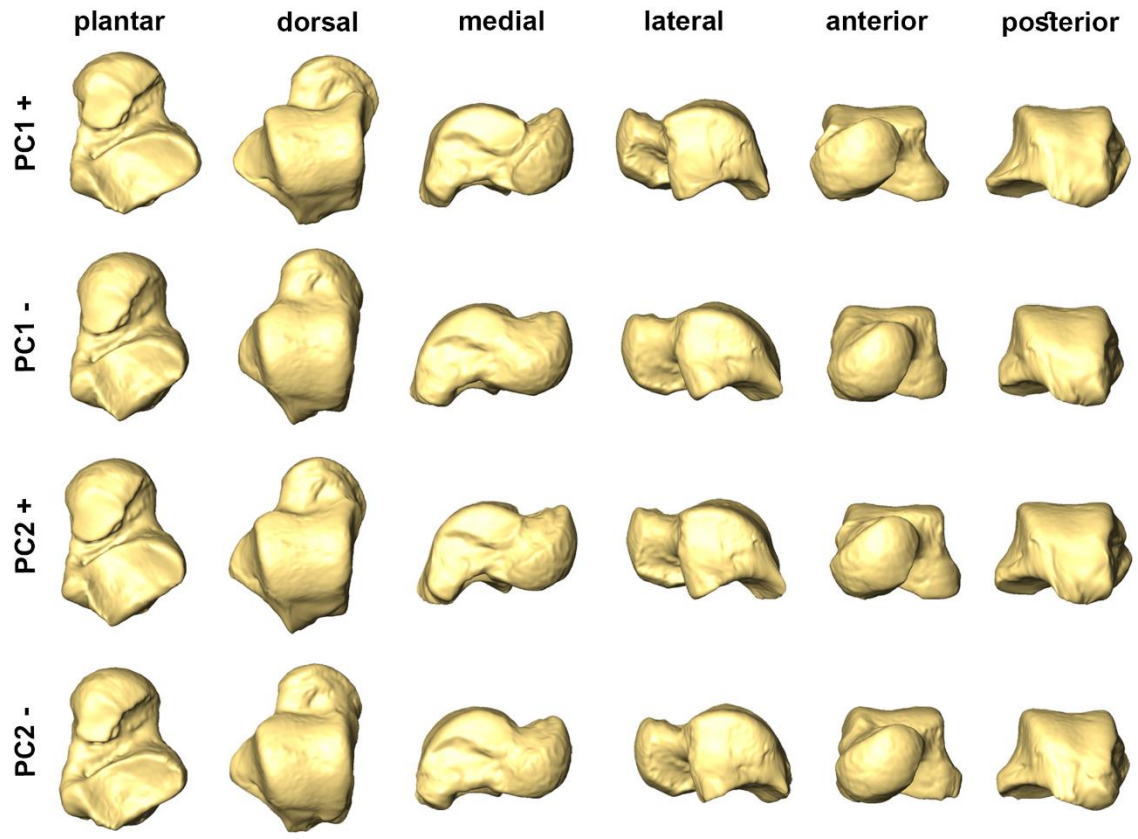 plantar dorsal medial lateral anterior posterior
PC1 +
PC1 -
PC2 +
PC2 -